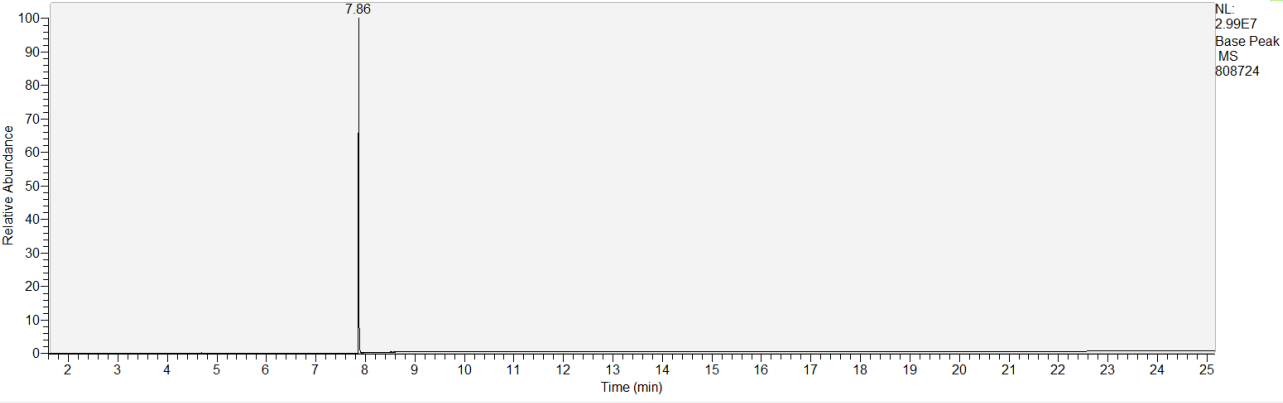 7.86
NL:
2.99E7
Base Peak
MS
808724
100
90
80
70
60
50
40
30
20
10
0
Relative Abundance
2 3 4 5 6 7 8 9 10 11 12 13 14 15 16 17 18 19 20 21 22 23 24 25
Time (min)